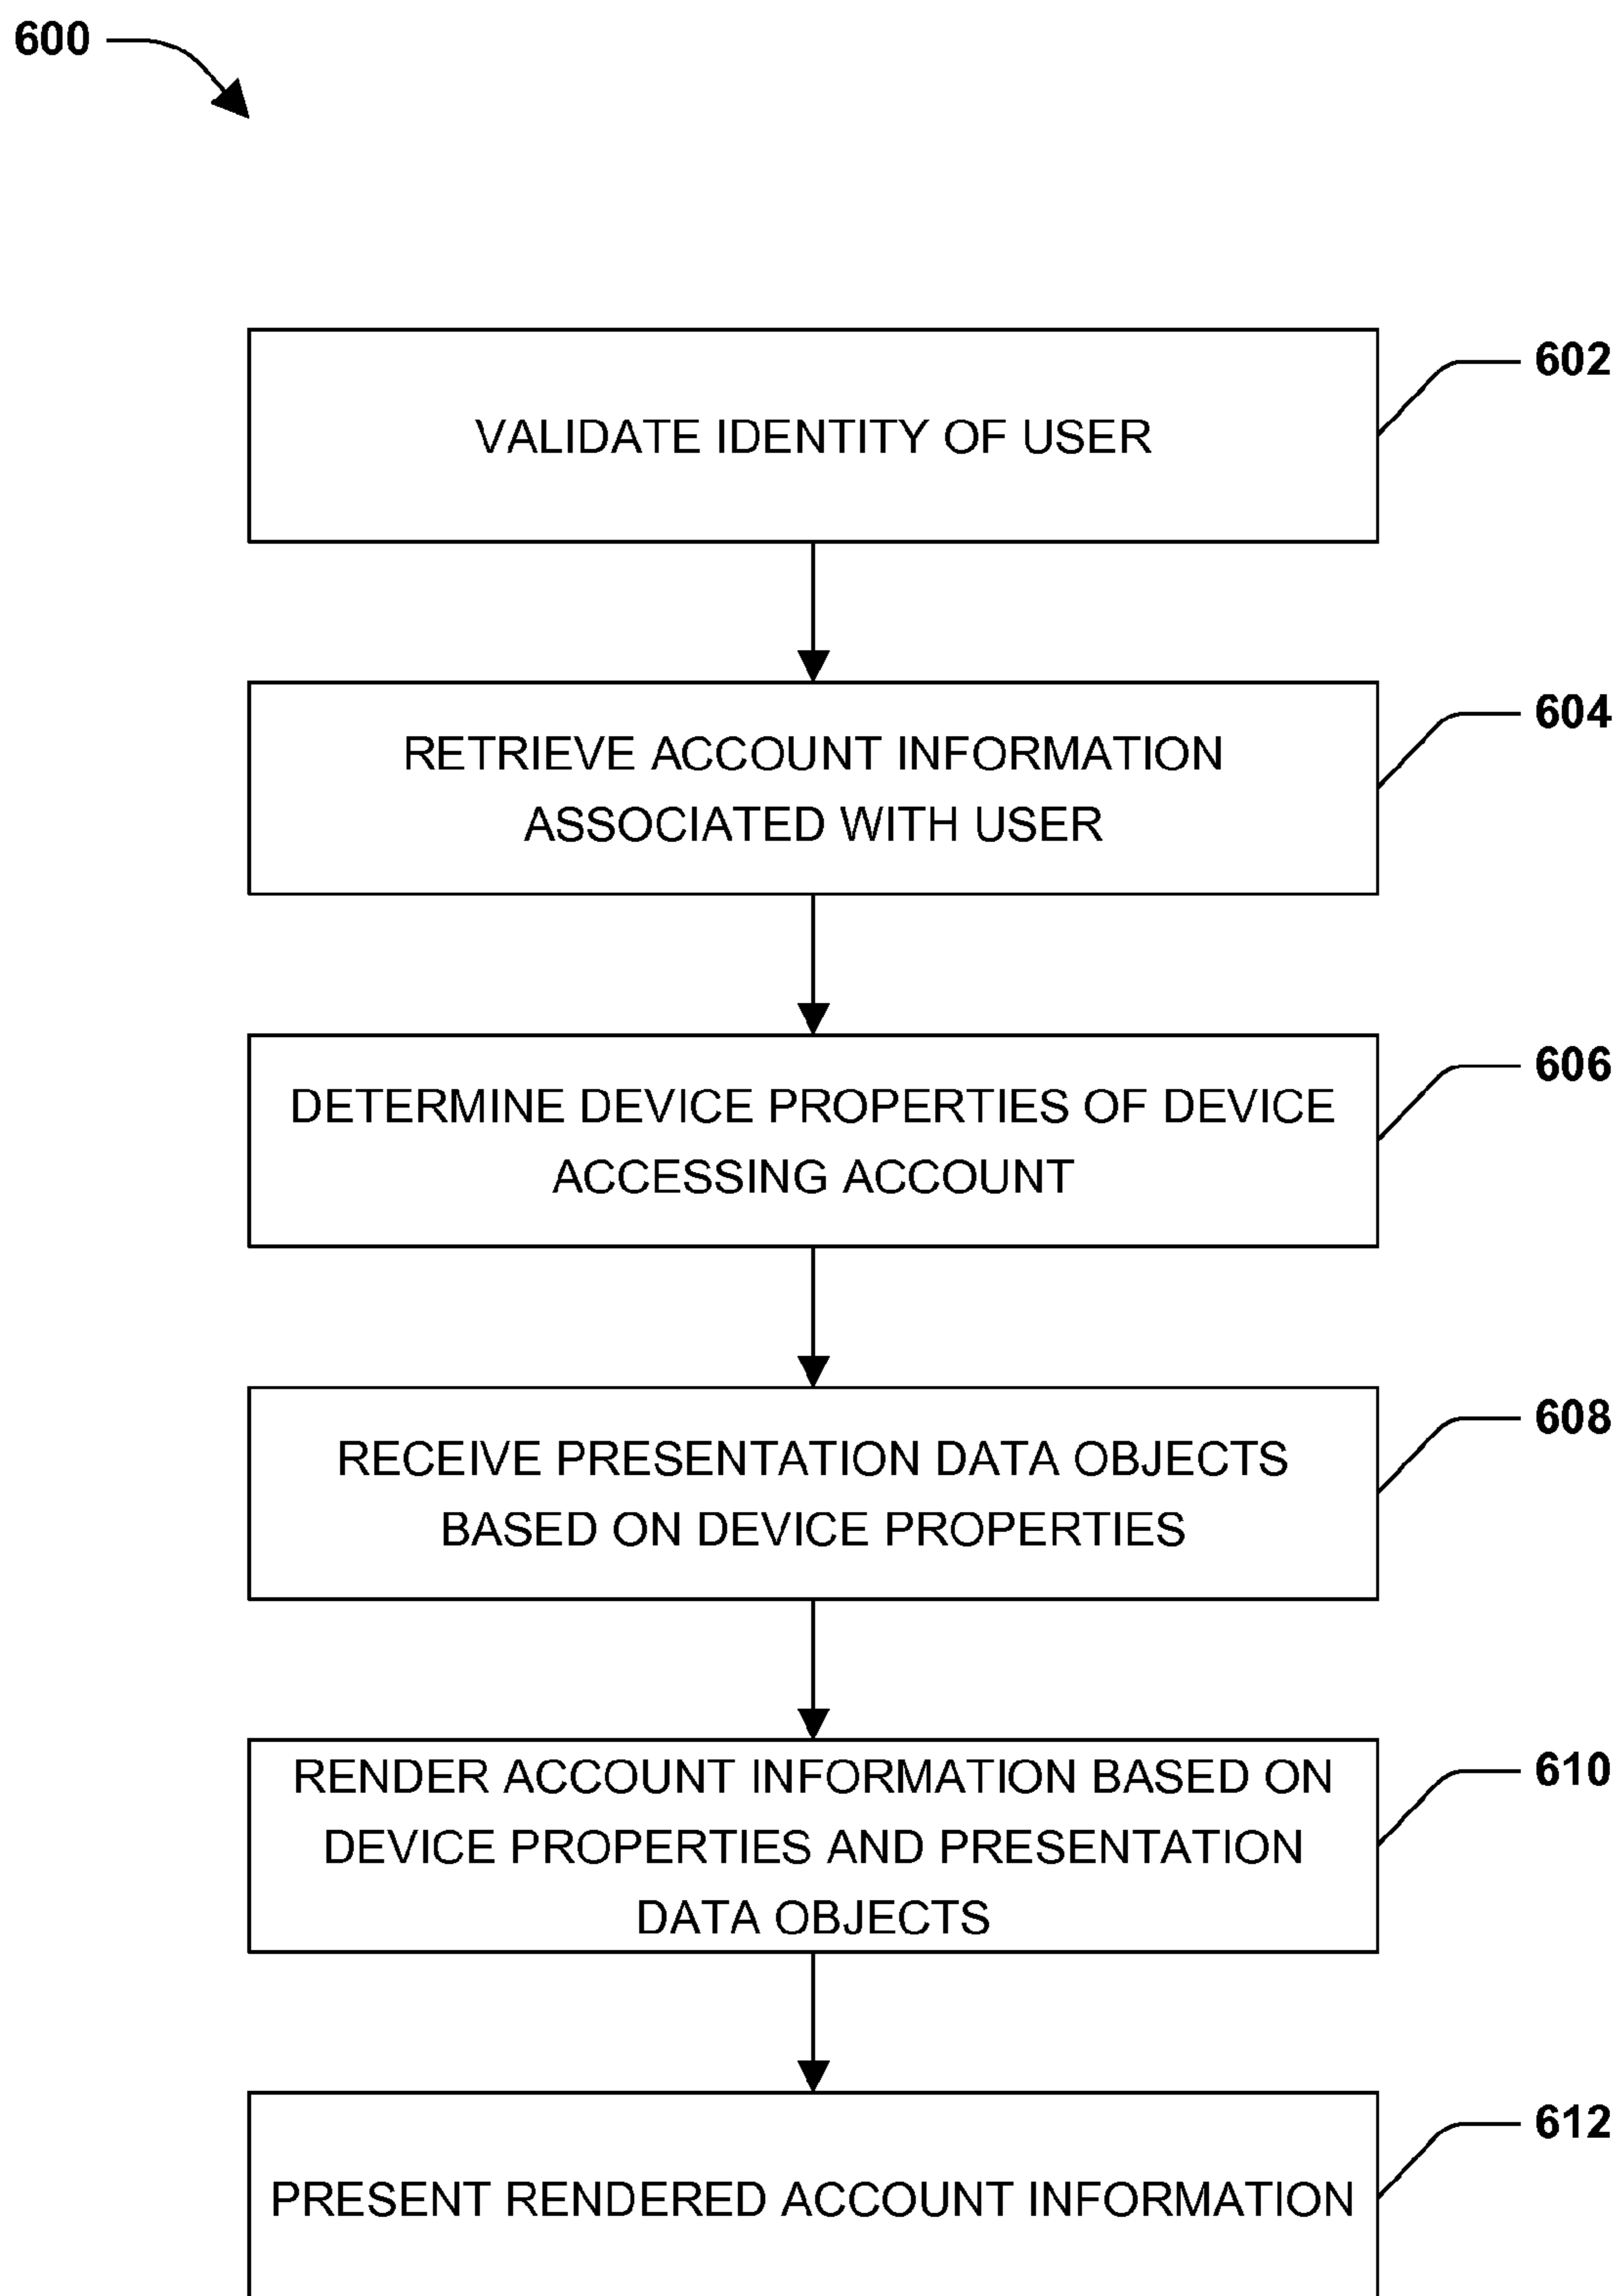 600
VALIDATE IDENTITY OF USER
602
RETRIEVE ACCOUNT INFORMATION
ASSOCIATED WITH USER
604
DETERMINE DEVICE PROPERTIES OF DEVICE
ACCESSING ACCOUNT
606
RECEIVE PRESENTATION DATA OBJECTS
BASED ON DEVICE PROPERTIES
608
RENDER ACCOUNT INFORMATION BASED ON
DEVICE PROPERTIES AND PRESENTATION
DATA OBJECTS
610
PRESENT RENDERED ACCOUNT INFORMATION
612